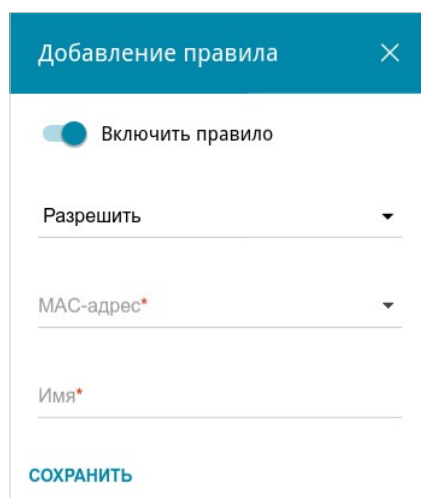 Добавление правила
Включить правило
Разрешить
MAC-адрес*
Имя*
СОХРАНИТЬ